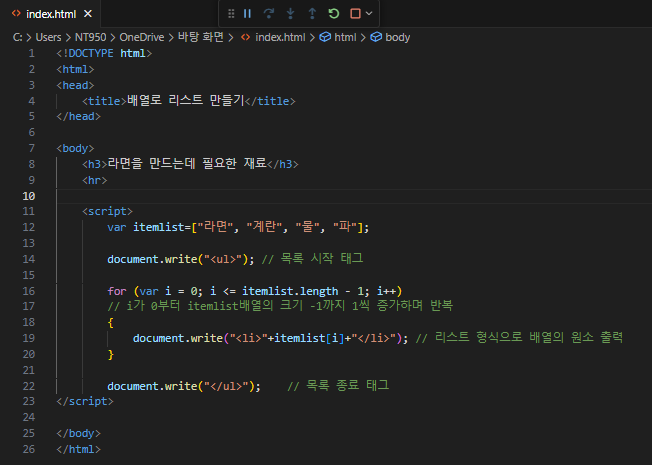 index.html
C: > Users > NT950 > OneDrive > 바탕 화면 > index.html > html > body
1 <!DOCTYPE html>
2 <html>
3 <head>
4 <title>배열로 리스트 만들기</title>
5 </head>
6
7 <body>
8 <h3>라면을 만드는데 필요한 재료</h3>
9 <hr>
10
11 <script>
12 var itemlist=["라면", "계란", "물", "파"];
13
14 document.write("<ul>"); // 목록 시작 태그
15
16 for (var i = 0; i <= itemlist.length - 1; i++)
17 // i가 0부터 itemlist배열의 크기 -1까지 1씩 증가하며 반복
18 {
19 document.write("<li>"+itemlist[i]+"</li>"); // 리스트 형식으로 배열의 원소 출력
20 }
21
22 document.write("</ul>"); // 목록 종료 태그
23 </script>
24
25 </body>
26 </html>